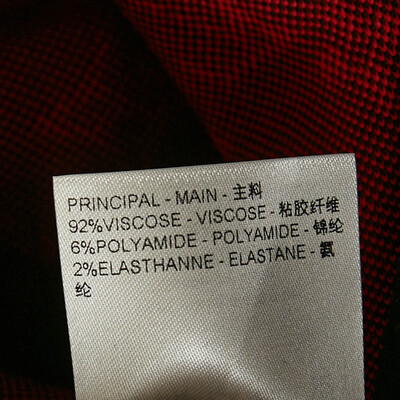 PRINCIPAL - MAIN - 主料
92%VISCOSE - VISCOSE - 粘胶纤维
6%POLYAMIDE - POLYAMIDE - 锦纶
2%ELASTHANNE - ELASTANE - 氨
纶